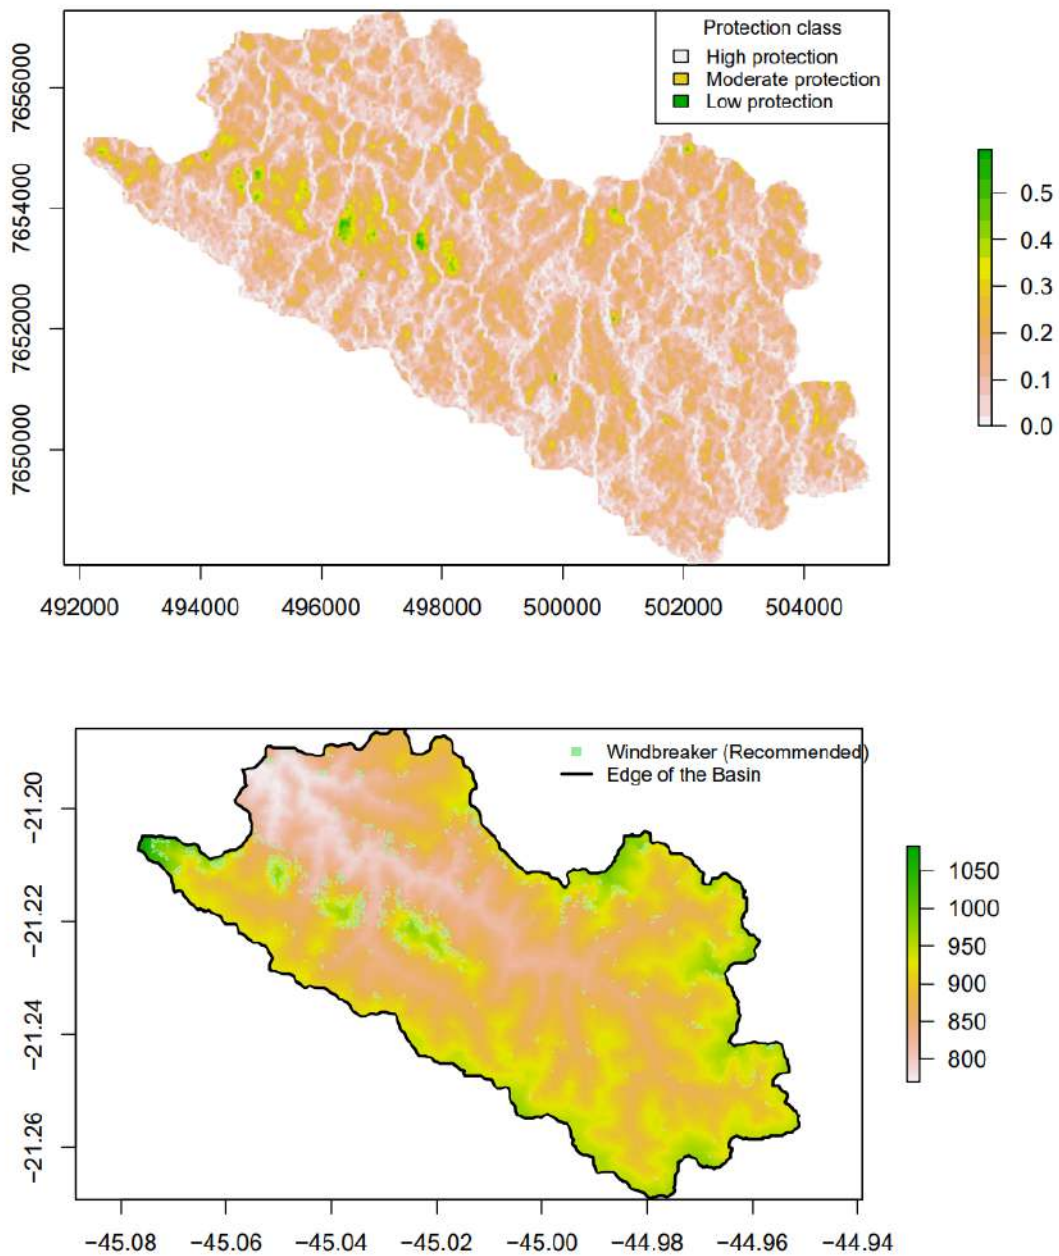 Protection class
High protection
Moderate protection
Low protection
7656000
7654000
7652000
7650000
0.5
0.4
0.3
0.2
0.1
0.0
492000 494000 496000 498000 500000 502000 504000
Windbreaker (Recommended)
Edge of the Basin
−21.20
−21.22
−21.24
−21.26
1050
1000
950
900
850
800
−45.08 −45.06 −45.04 −45.02 −45.00 −44.98 −44.96 −44.94